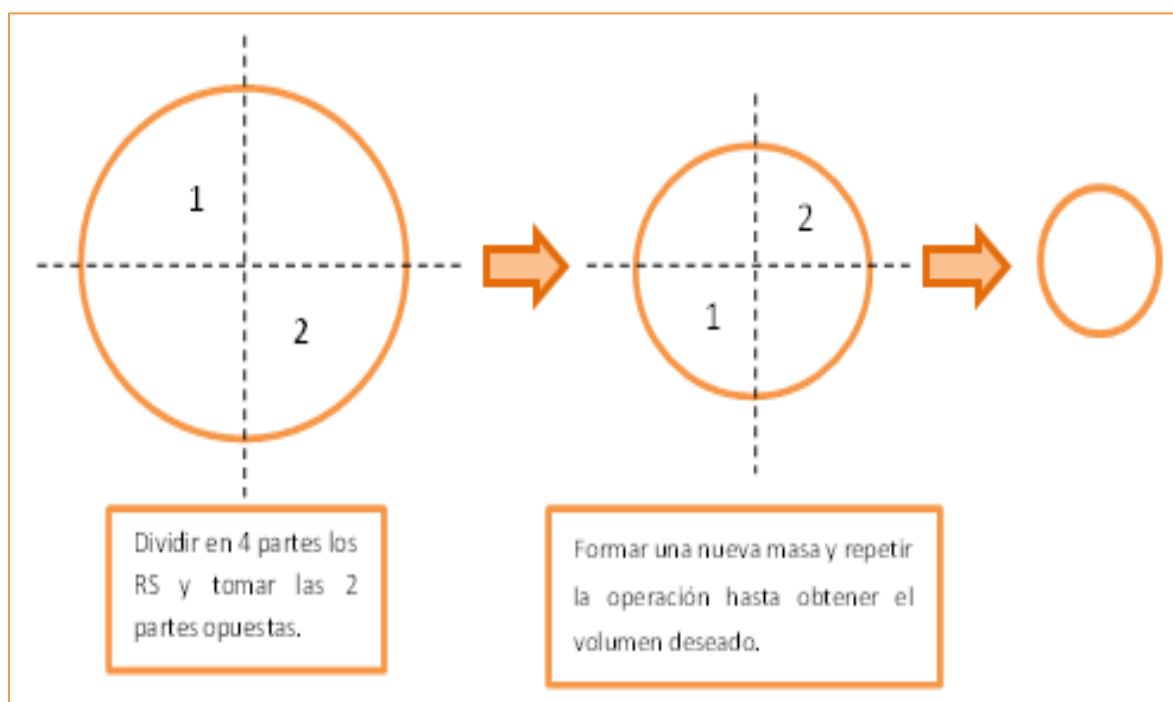 1
2
2
1
Dividir en 4 partes los
RS y tomar las 2
partes opuestas.
Formar una nueva masa y repetir
la operación hasta obtener el
volumen deseado.